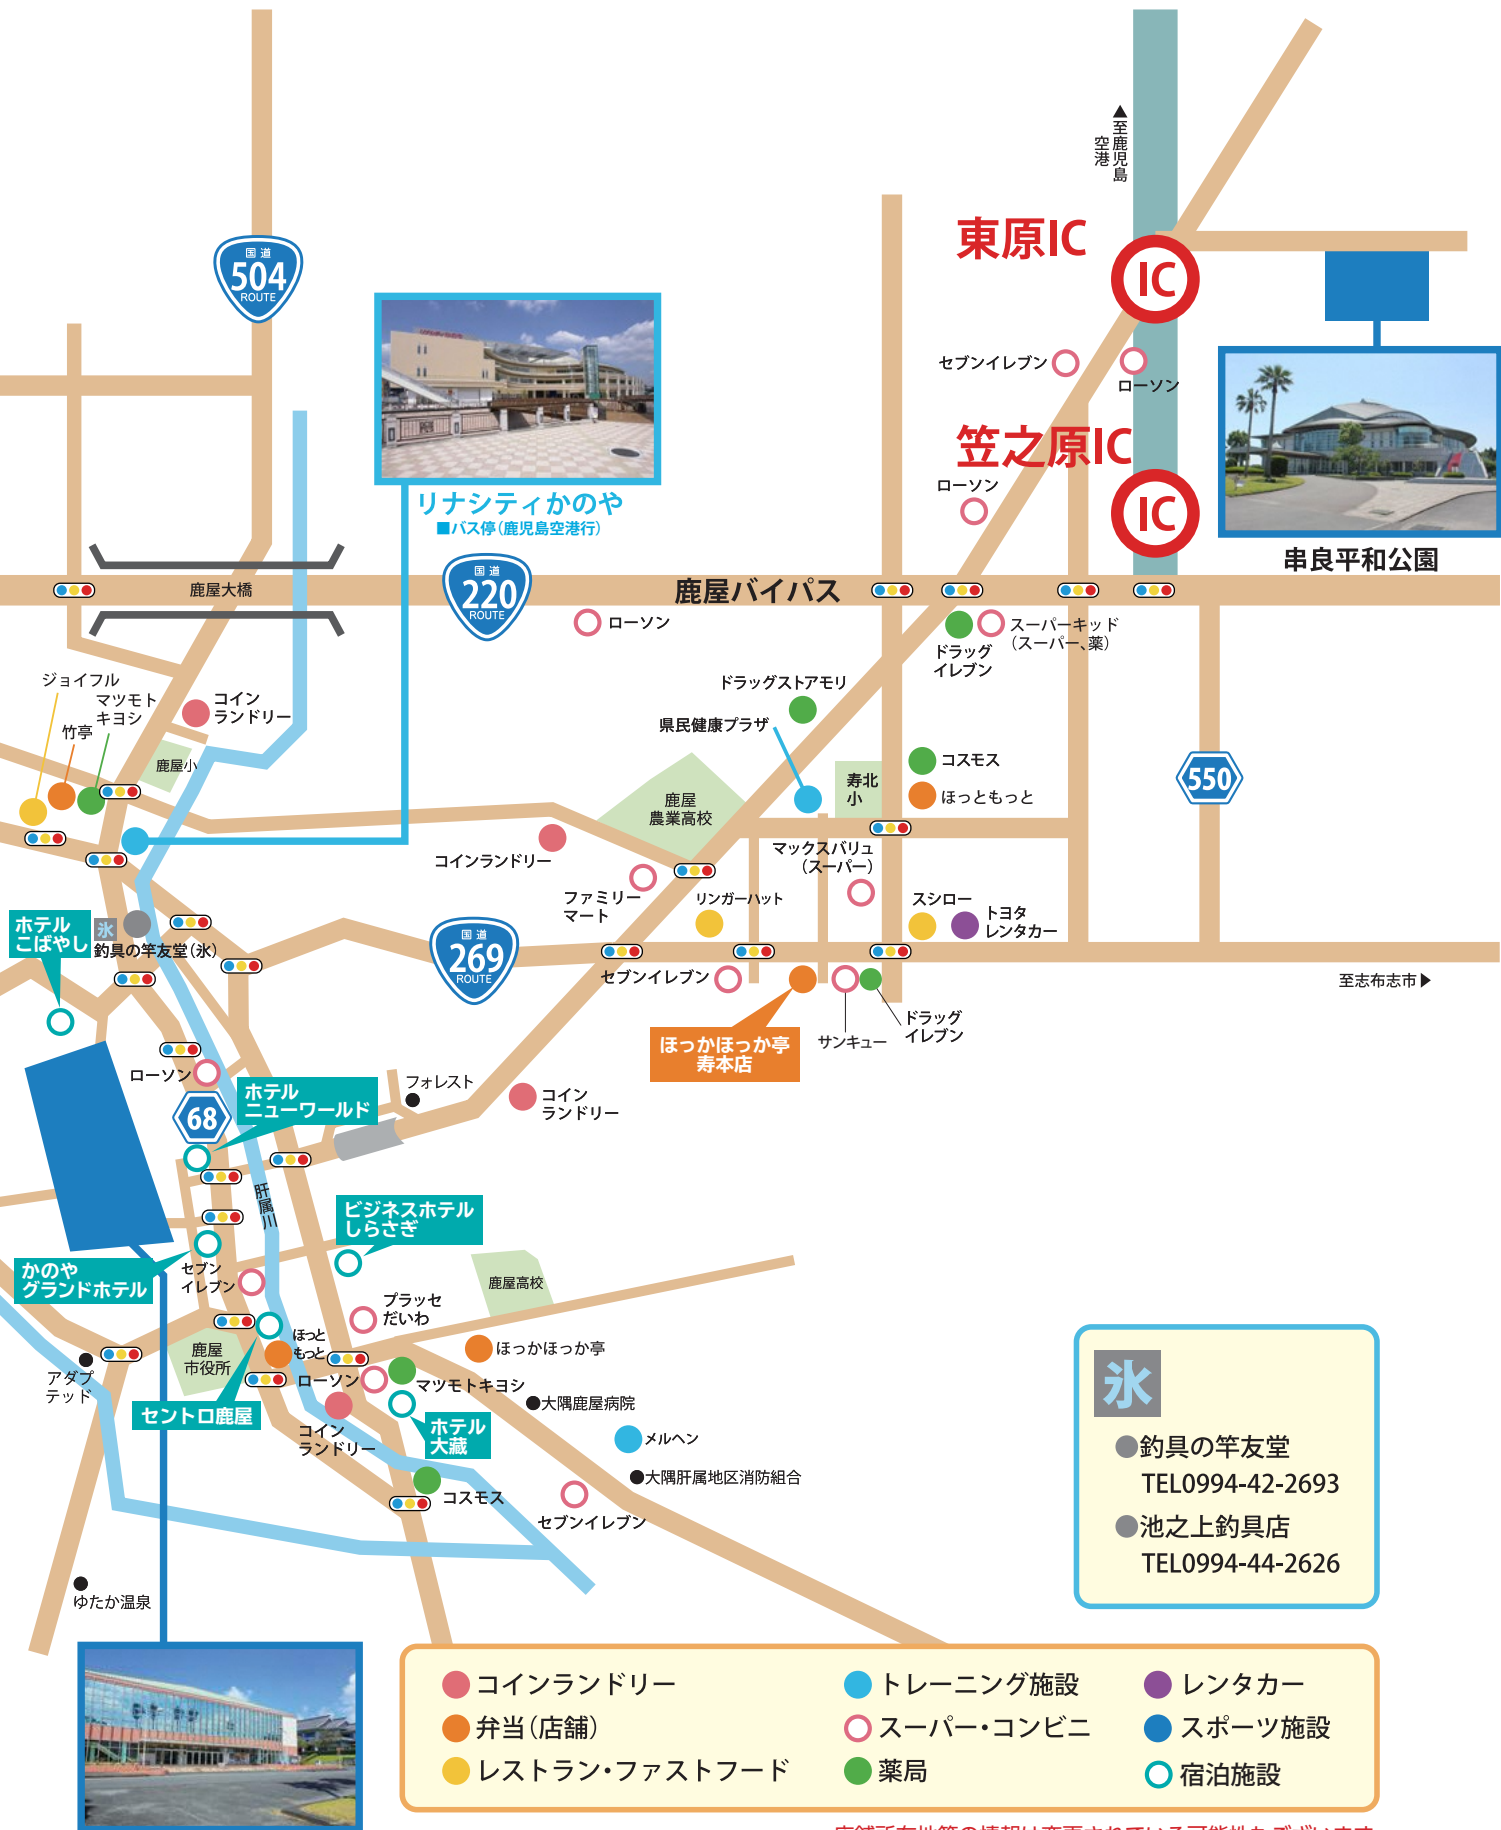 ▲至鹿児島
空港
東原IC
IC
国道
504
ROUTE
セブンイレブン
ローソン
笠之原IC
ローソン
IC
リナシティかのや
■バス停(鹿児島空港行)
串良平和公園
鹿屋大橋
国道
220
ROUTE
鹿屋バイパス
ローソン
スーパーキッド
(スーパー、薬)
ドラッグ
イレブン
ジョイフル
マツモト
キヨシ
竹亭
コイン
ランドリー
ドラッグストアモリ
県民健康プラザ
鹿屋小
コスモス
寿北
小
ほっともっと
550
鹿屋
農業高校
コインランドリー
マックスバリュ
(スーパー)
ファミリー
マート
リンガーハット
スシロー
トヨタ
レンタカー
ホテル
こばやし
氷
釣具の竿友堂(氷)
国道
269
ROUTE
セブンイレブン
至志布志市▶
ほっかほっか亭
寿本店
サンキュー
ドラッグ
イレブン
ローソン
ホテル
ニューワールド
フォレスト
コイン
ランドリー
68
肝属川
ビジネスホテル
しらさぎ
かのや
グランドホテル
セブン
イレブン
鹿屋高校
プラッセ
だいわ
ほっと
もっと
ほっかほっか亭
鹿屋
市役所
アダプ
テッド
ローソン
マツモトキヨシ
セントロ鹿屋
大隅鹿屋病院
コイン
ランドリー
ホテル
大蔵
メルヘン
大隅肝属地区消防組合
コスモス
セブンイレブン
ゆたか温泉
氷
釣具の竿友堂
TEL0994-42-2693
池之上釣具店
TEL0994-44-2626
コインランドリー
弁当(店舗)
レストラン・ファストフード
トレーニング施設
スーパー・コンビニ
薬局
レンタカー
スポーツ施設
宿泊施設